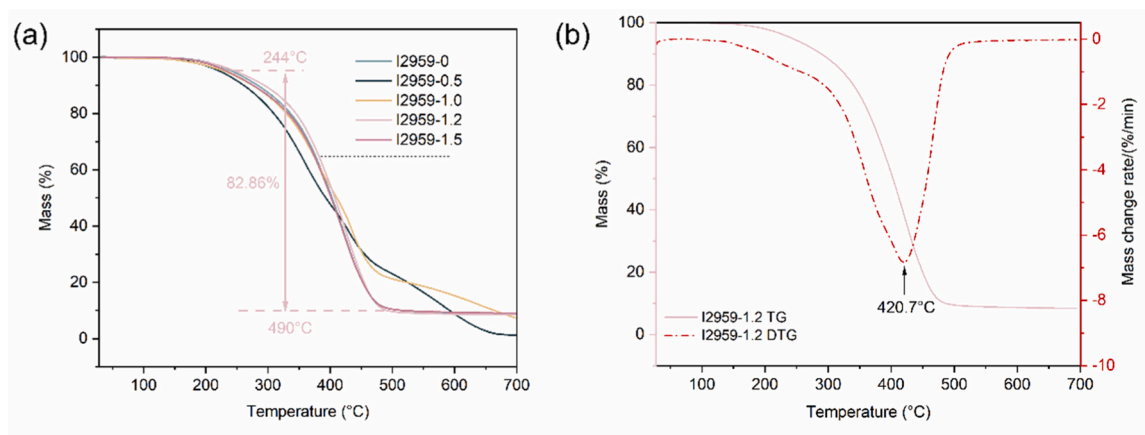 (a)
100
80
60
40
20
0
Mass (%)
244°C
82.86%
490°C
I2959-0
I2959-0.5
I2959-1.0
I2959-1.2
I2959-1.5
100 200 300 400 500 600 700
Temperature (°C)
(b)
100
80
60
40
20
0
Mass (%)
420.7°C
I2959-1.2 TG
I2959-1.2 DTG
0
-2
-4
-6
-8
-10
Mass change rate/(%/min)
100 200 300 400 500 600 700
Temperature (°C)